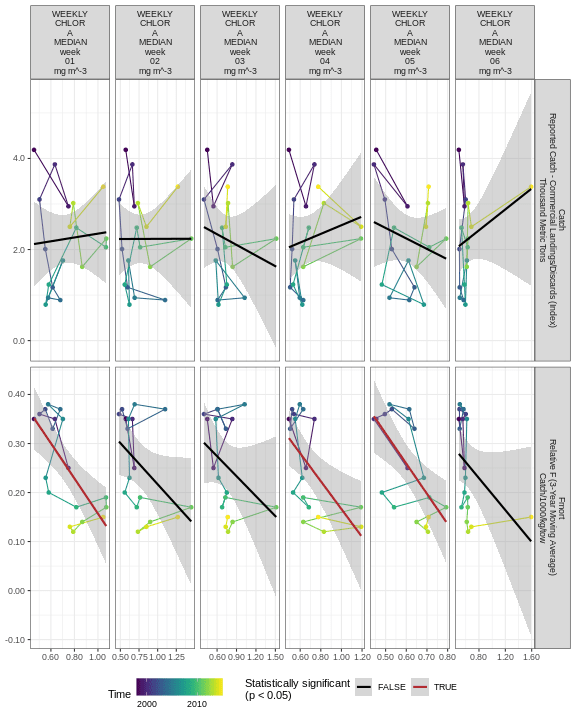 WEEKLY
CHLOR
A
MEDIAN
week
01
mg m^-3
WEEKLY
CHLOR
A
MEDIAN
week
02
mg m^-3
WEEKLY
CHLOR
A
MEDIAN
week
03
mg m^-3
WEEKLY
CHLOR
A
MEDIAN
week
04
mg m^-3
WEEKLY
CHLOR
A
MEDIAN
week
05
mg m^-3
WEEKLY
CHLOR
A
MEDIAN
week
06
mg m^-3
4.0
2.0
0.0
Catch
Reported Catch - Commercial Landings/Discards (Index)
Thousand Metric Tons
0.40
0.30
0.20
0.10
-0.10
Fmort
Relative F (3-Year Moving Average)
Catch/1000/kg/tow
0.60 0.80 1.00
0.50 0.75 1.00 1.25
0.60 0.90 1.20 1.50
0.40 0.60 0.80 1.00 1.20
0.50 0.60 0.70 0.80
0.80 1.20 1.60
Time
2000 2010
Statistically significant
(p < 0.05)
FALSE
TRUE